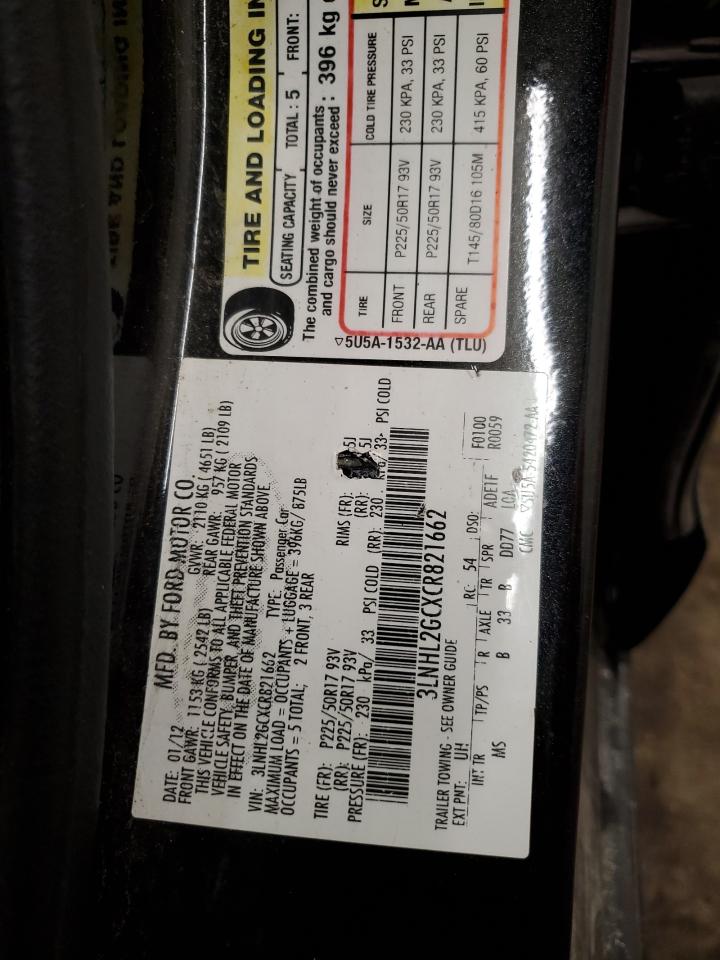 TIRE AND LOADING IN
SEATING CAPACITY TOTAL : 5 FRONT:
The combined weight of occupants
and cargo should never exceed : 396 kg
TIRE SIZE COLD TIRE PRESSURE
FRONT P225/50R17 93V 230 KPA, 33 PSI
REAR P225/50R17 93V 230 KPA, 33 PSI
SPARE T145/80D16 105M 415 KPA, 60 PSI
5U5A-1532-AA (TLU)
MFD. BY FORD MOTOR CO.
DATE: 01/12 GVWR: 2110 KG ( 4651 LB)
FRONT GAWR: 1153 KG ( 2542 LB) REAR GAWR: 957 KG ( 2109 LB)
THIS VEHICLE CONFORMS TO ALL APPLICABLE FEDERAL MOTOR
VEHICLE SAFETY, BUMPER, AND THEFT PREVENTION STANDARDS
IN EFFECT ON THE DATE OF MANUFACTURE SHOWN ABOVE.
VIN: 3LNHL2GCXCR821662 TYPE: Passenger Car
MAXIMUM LOAD = OCCUPANTS + LUGGAGE = 396KG/ 875LB
OCCUPANTS = 5 TOTAL; 2 FRONT, 3 REAR
TIRE (FR): P225/50R17 93V RIMS (FR):
(RR): P225/50R17 93V (RR):
PRESSURE (FR): 230 kPa/ 33 PSI COLD (RR): 230 33 PSI COLD
3LNHL2GCXCR821662
TRAILER TOWING - SEE OWNER GUIDE
EXT PNT: UH RC: 54 DSO: F0100
INT TR TP/PS R AXLE TR SPR ADE1F R0059
MS B 33 B DD77 LOA
CMC